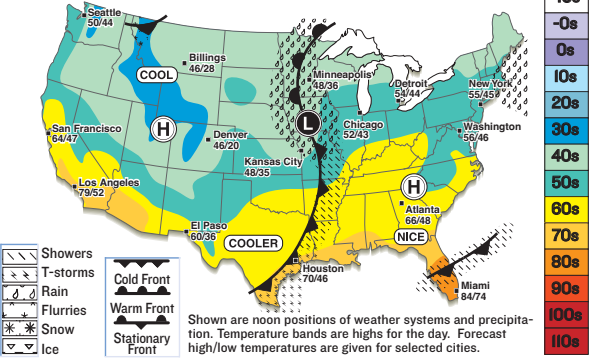 Seattle
50/44
Billings
46/28
Minneapolis
48/36
Detroit
54/44
New York
55/45
COOL
H
L
San Francisco
64/47
Denver
46/20
Chicago
52/43
Washington
56/46
Kansas City
48/35
Los Angeles
79/52
H
Atlanta
66/48
El Paso
60/36
COOLER
NICE
Houston
70/46
Miami
84/74
Showers
T-storms
Rain
Flurries
Snow
Ice
Cold Front
Warm Front
Stationary
Front
Shown are noon positions of weather systems and precipita-
tion. Temperature bands are highs for the day. Forecast
high/low temperatures are given for selected cities.
-0s
0s
10s
20s
30s
40s
50s
60s
70s
80s
90s
100s
110s